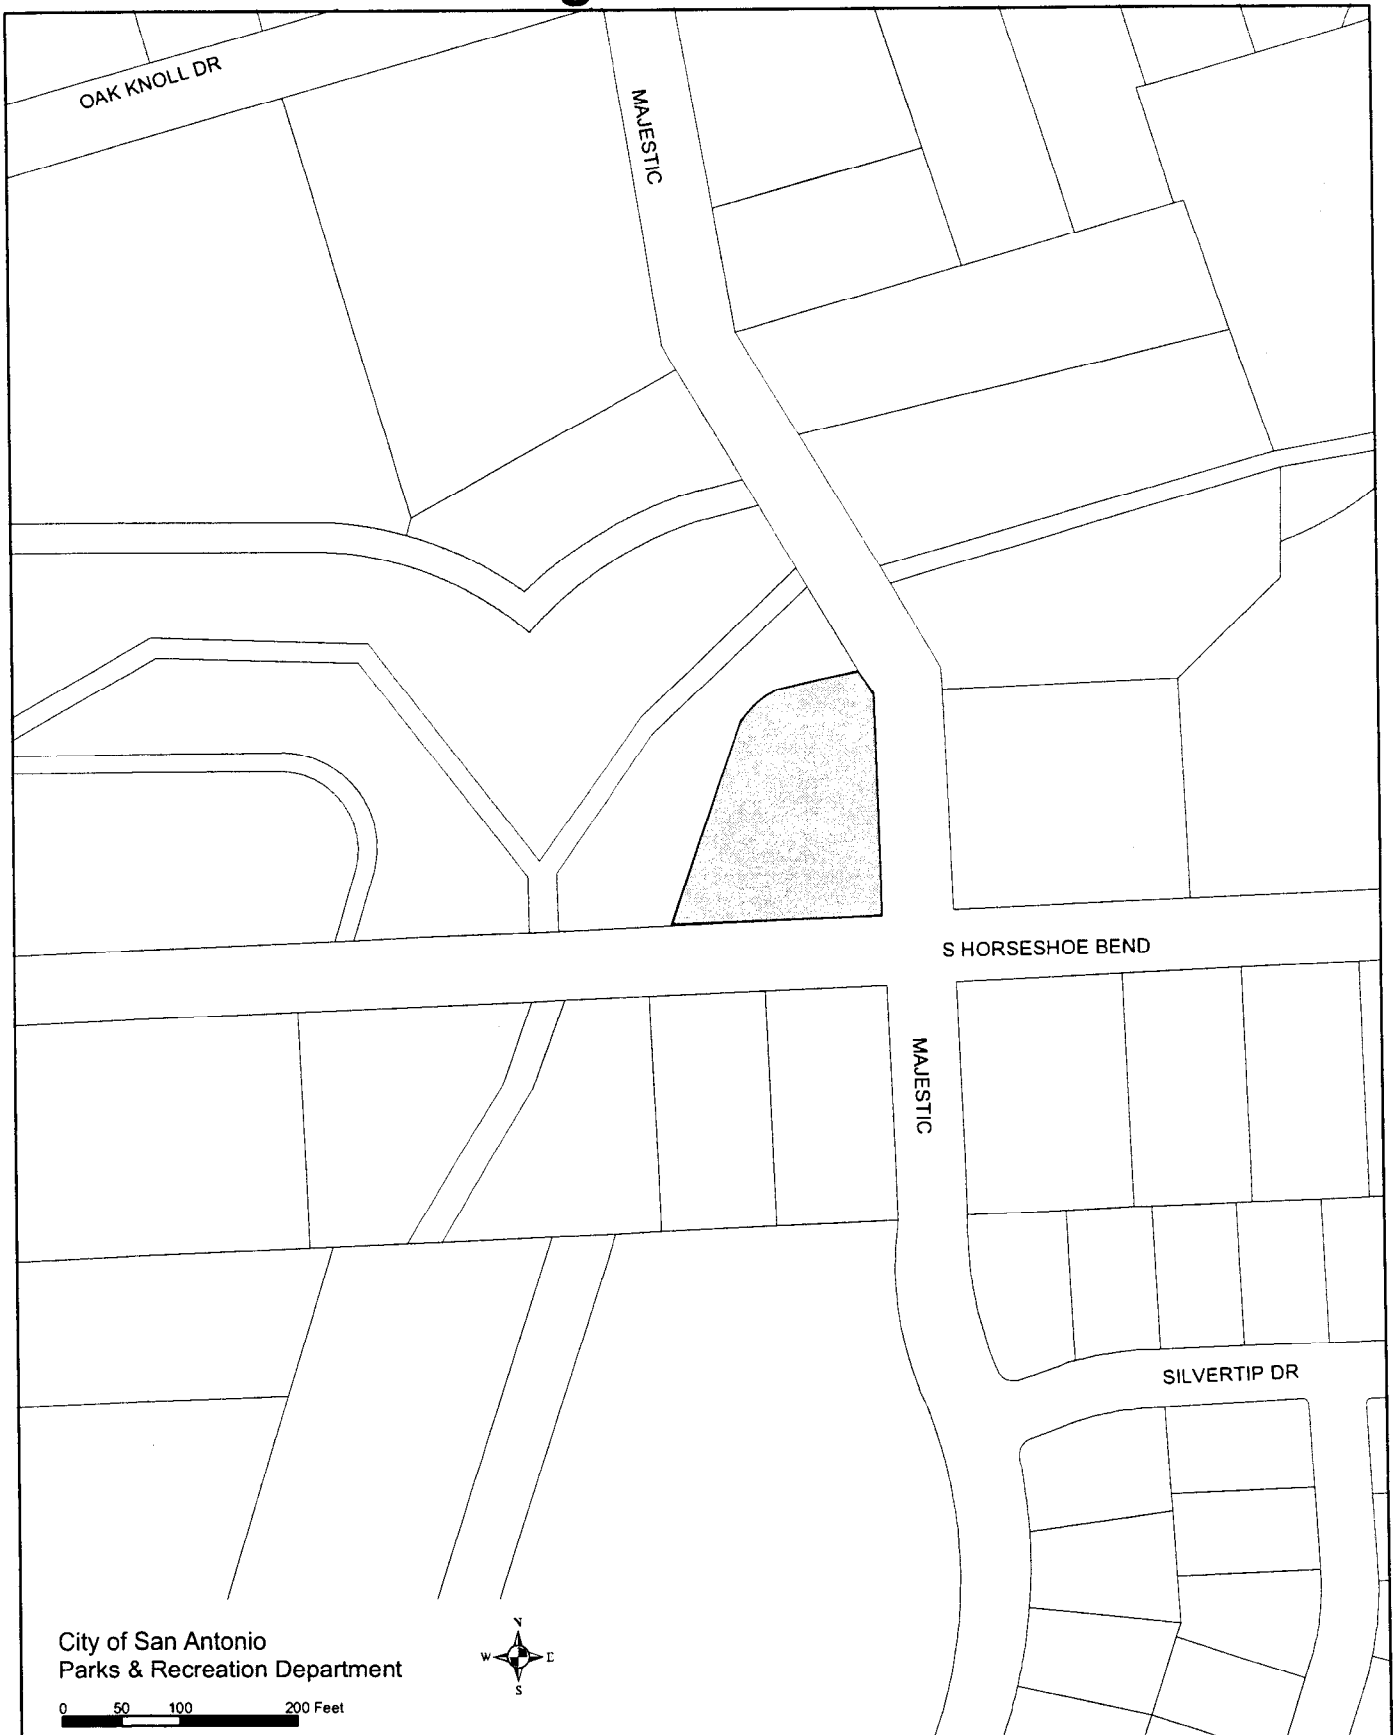 OAK KNOLL DR
MAJESTIC
S HORSESHOE BEND
MAJESTIC
SILVERTIP DR
City of San Antonio
Parks & Recreation Department
N
W E
S
0 50 100 200 Feet